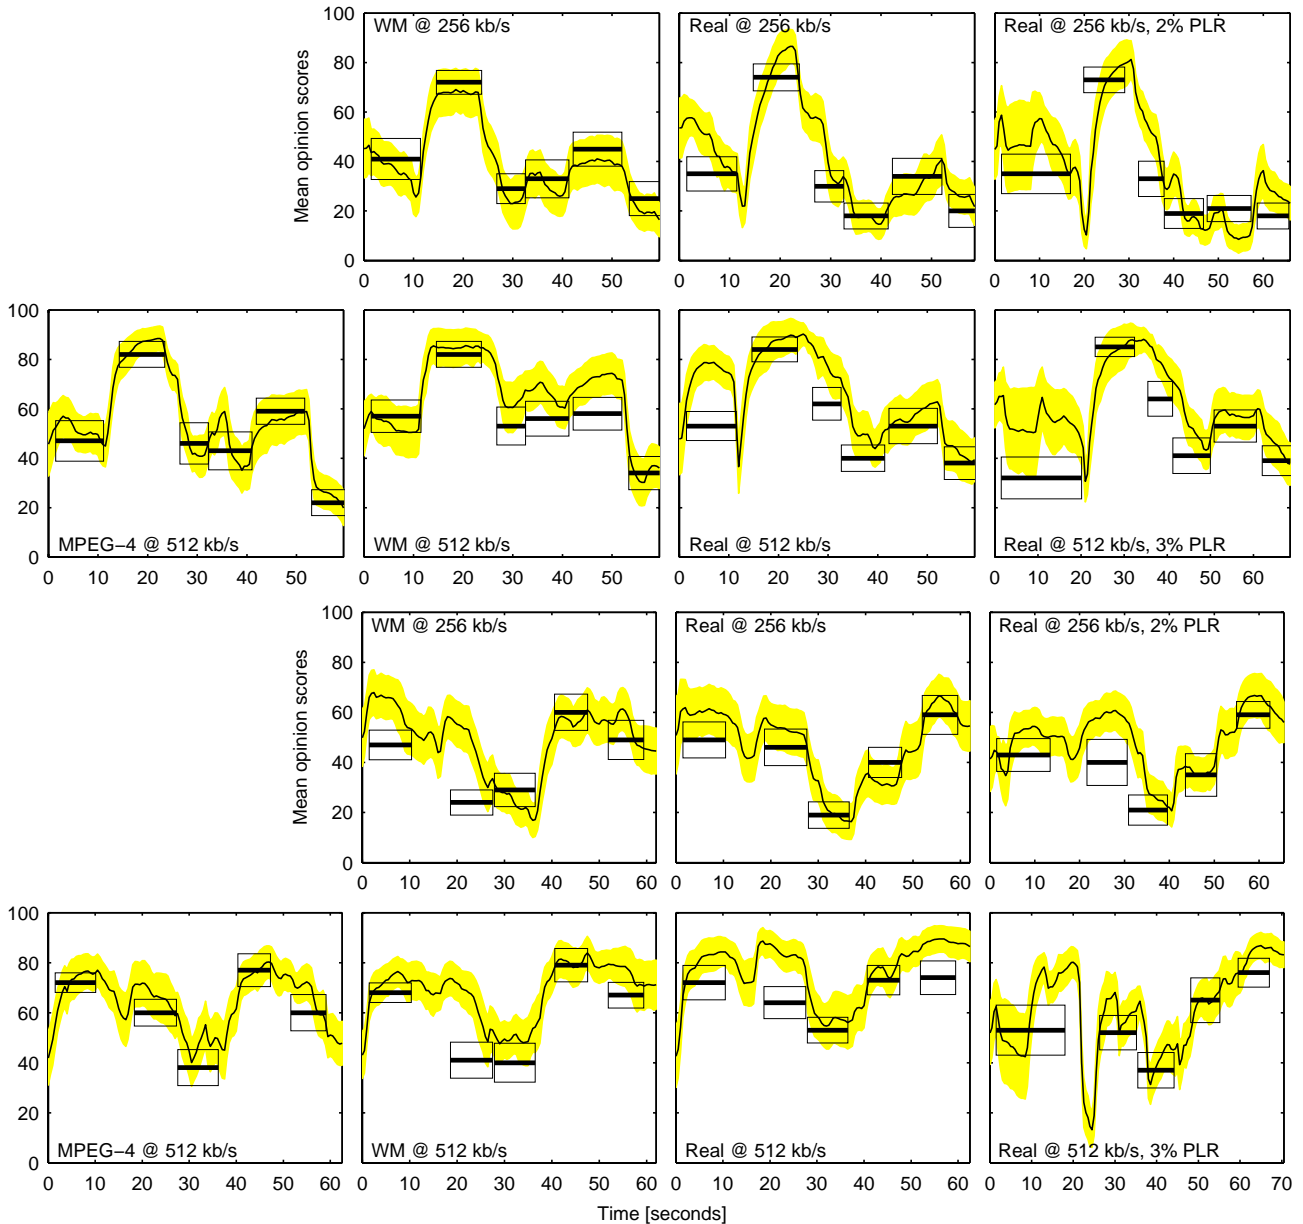 WM @ 256 kb/s
Real @ 256 kb/s
Real @ 256 kb/s, 2% PLR
Mean opinion scores
100
80
60
40
20
0
0 10 20 30 40 50
0 10 20 30 40 50
0 10 20 30 40 50 60
100
80
60
40
20
0
MPEG−4 @ 512 kb/s
WM @ 512 kb/s
Real @ 512 kb/s
Real @ 512 kb/s, 3% PLR
0 10 20 30 40 50
0 10 20 30 40 50
0 10 20 30 40 50
0 10 20 30 40 50 60
WM @ 256 kb/s
Real @ 256 kb/s
Real @ 256 kb/s, 2% PLR
Mean opinion scores
100
80
60
40
20
0
0 10 20 30 40 50 60
0 10 20 30 40 50 60
0 10 20 30 40 50 60
100
80
60
40
20
0
MPEG−4 @ 512 kb/s
WM @ 512 kb/s
Real @ 512 kb/s
Real @ 512 kb/s, 3% PLR
0 10 20 30 40 50 60
0 10 20 30 40 50 60
0 10 20 30 40 50 60
0 10 20 30 40 50 60 70
Time [seconds]